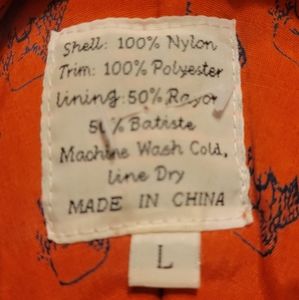 Shell: 100% Nylon
Trim: 100% Polyester
Lining: 50% Rayon
50% Batiste
Machine Wash Cold,
Line Dry
MADE IN CHINA
L